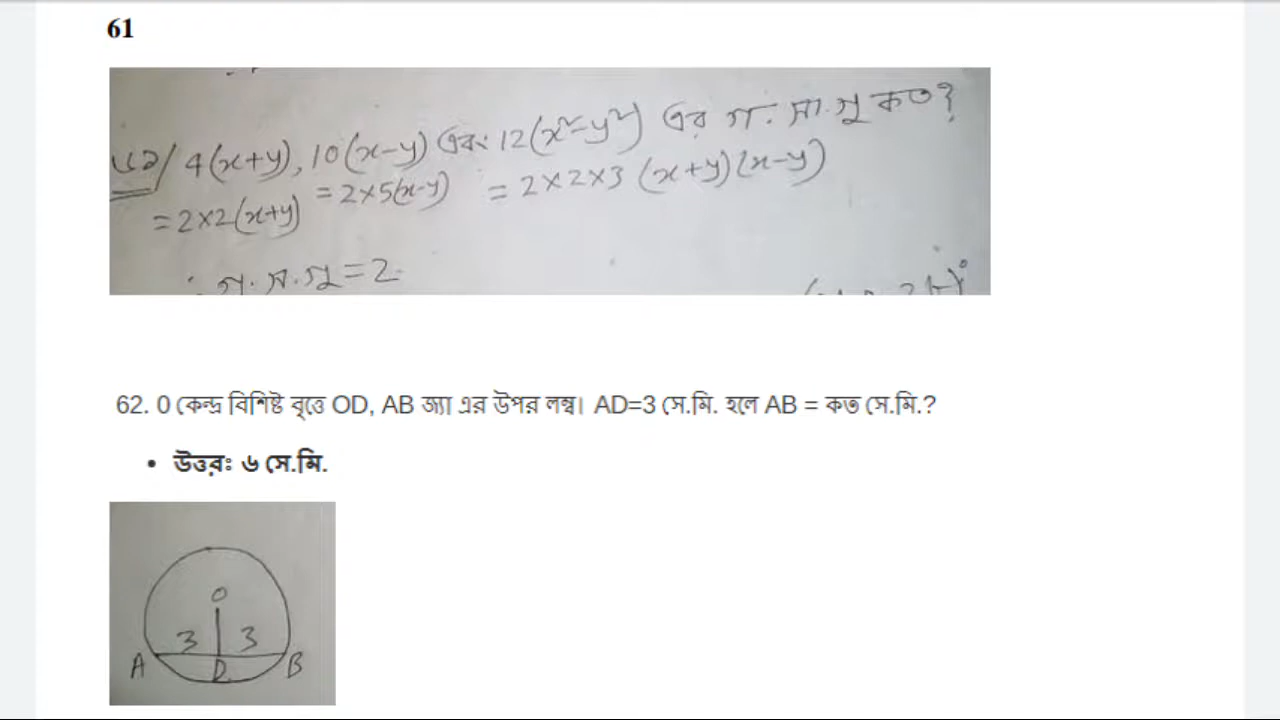 61
৬১/ 4(x+y), 10(x-y) এবং 12(x²-y²) এর গ. সা. গু কত?
=2×2(x+y) =2×5(x-y) =2×2×3 (x+y)(x-y)
∴ গ. স. গু =2
62. 0 কেন্দ্র বিশিষ্ট বৃত্তে OD, AB জ্যা এর উপর লম্ব। AD=3 সে.মি. হলে AB = কত সে.মি.?
• উত্তরঃ ৬ সে.মি.
O
3 3
A D B